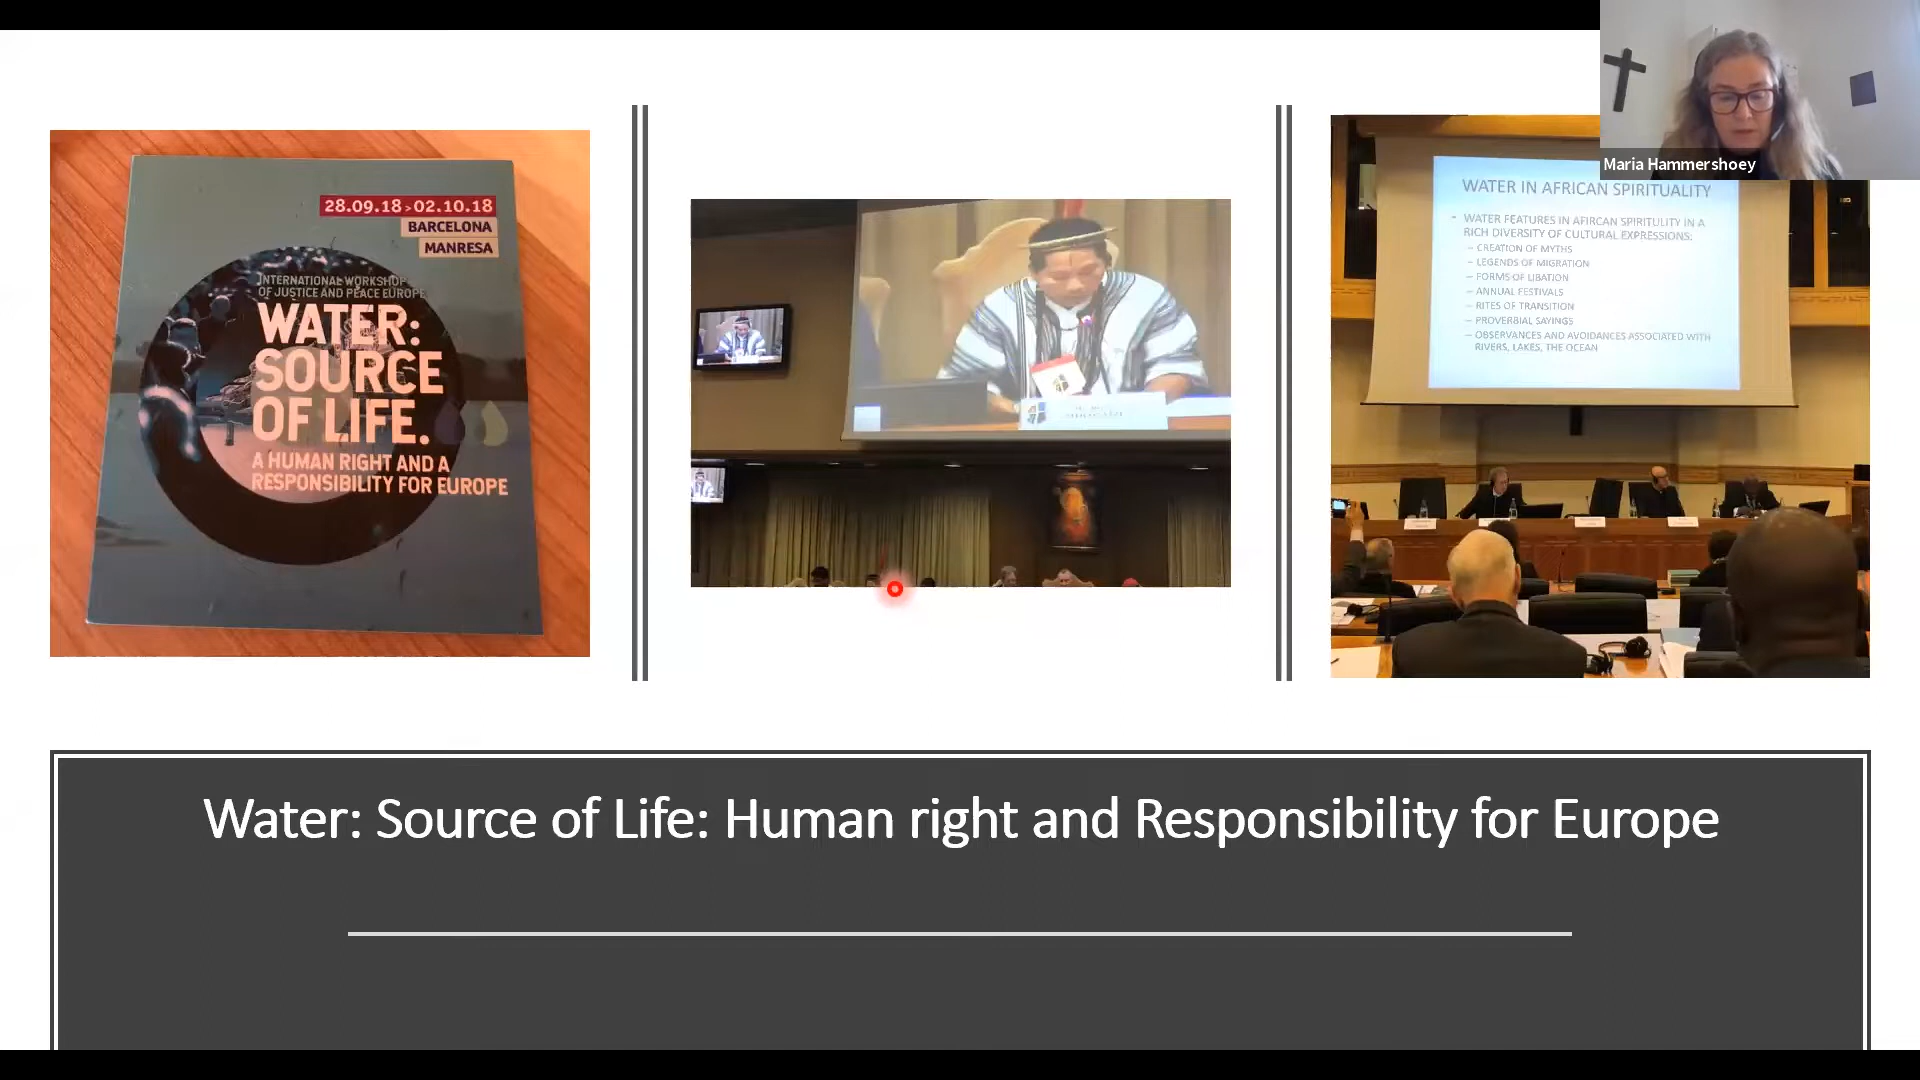 28.09.18>02.10.18
BARCELONA
MANRESA
INTERNATIONAL WORKSHOP
OF JUSTICE AND PEACE EUROPE
WATER:
SOURCE
OF LIFE.
A HUMAN RIGHT AND A
RESPONSIBILITY FOR EUROPE
Maria Hammershoey
WATER IN AFRICAN SPIRITUALITY
- WATER FEATURES IN AFIRCAN SPIRITULITY IN A
RICH DIVERSITY OF CULTURAL EXPRESSIONS:
– CREATION OF MYTHS
– LEGENDS OF MIGRATION
– FORMS OF LIBATION
– ANNUAL FESTIVALS
– RITES OF TRANSITION
– PROVERBIAL SAYINGS
– OBSERVANCES AND AVOIDANCES ASSOCIATED WITH
RIVERS, LAKES, THE OCEAN
Water: Source of Life: Human right and Responsibility for Europe